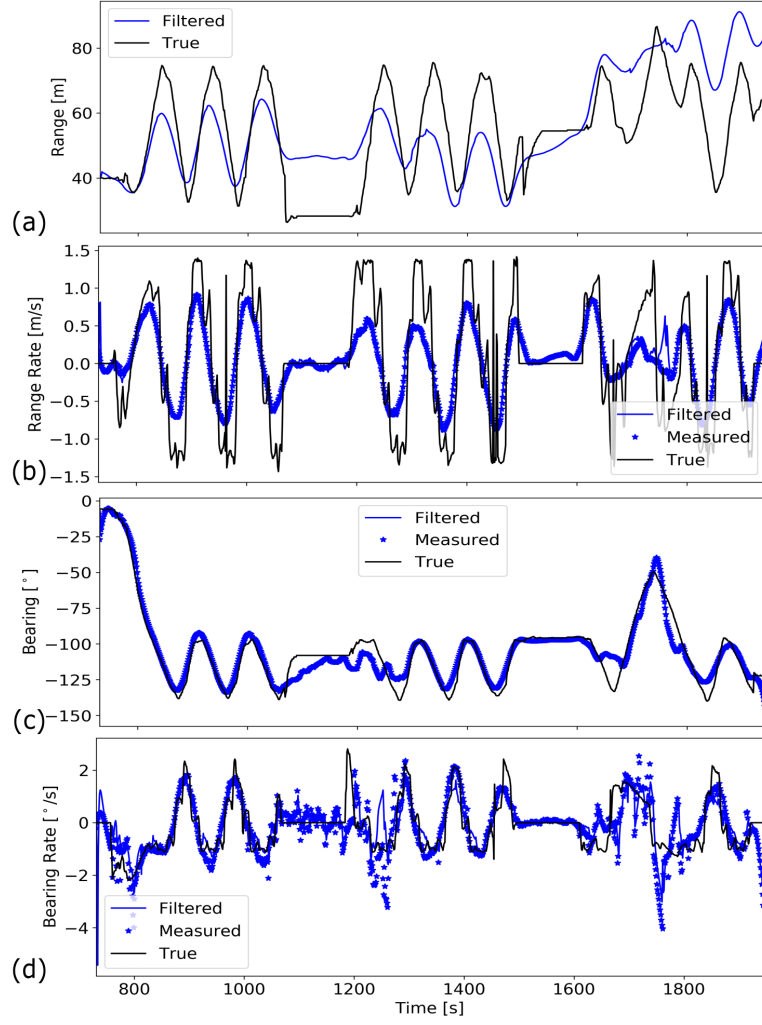 Filtered
True
80
60
40
Range [m]
(a)
1.5
1.0
0.5
0.0
−0.5
−1.0
−1.5
Range Rate [m/s]
Filtered
Measured
True
(b)
0
−25
−50
−75
−100
−125
−150
Bearing [°]
Filtered
Measured
True
(c)
2
0
−2
−4
Bearing Rate [°/s]
Filtered
Measured
True
(d)
800 1000 1200 1400 1600 1800
Time [s]